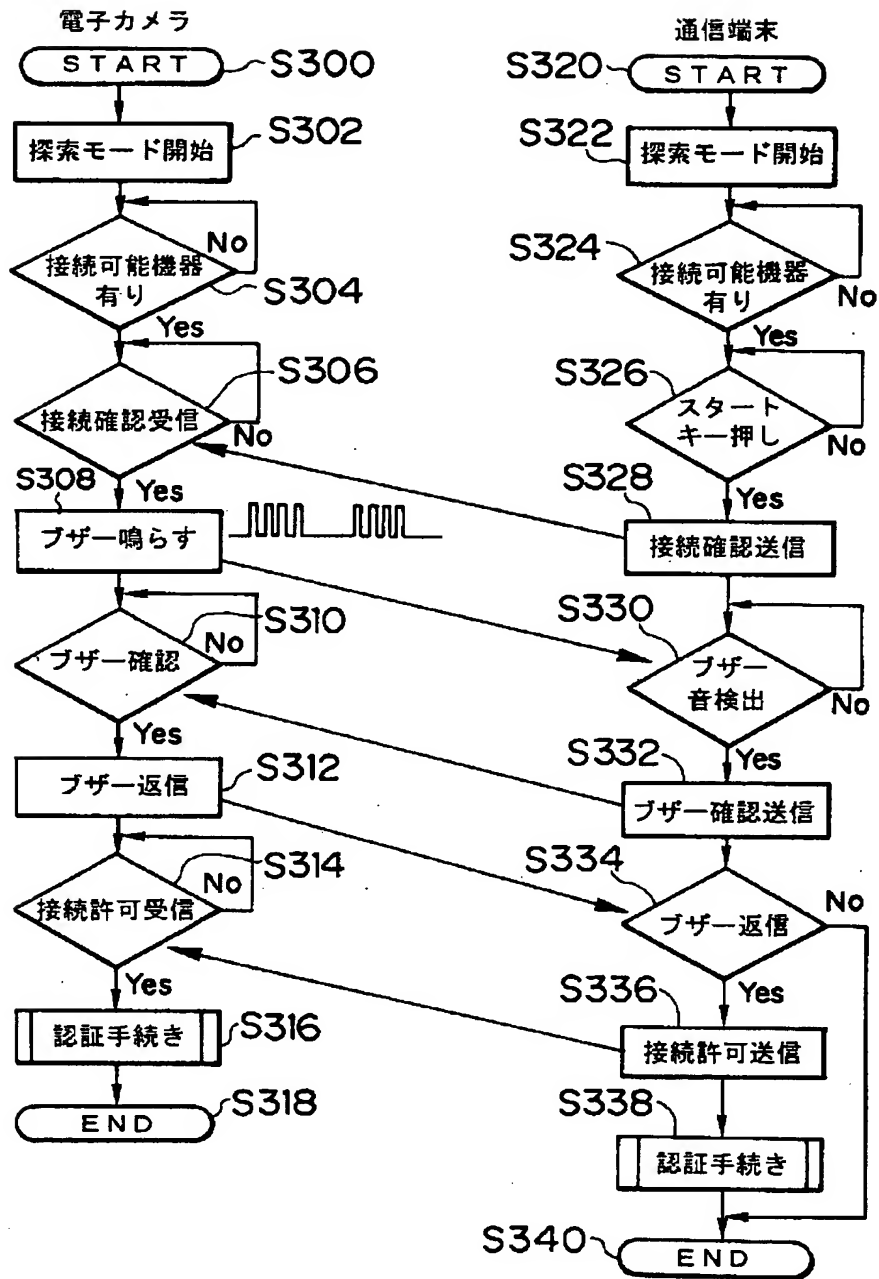 電子カメラ
START
S300
探索モード開始
S302
接続可能機器
有り
No
S304
Yes
接続確認受信
S306
No
S308
Yes
ブザー鳴らす
ブザー確認
S310
No
Yes
ブザー返信
S312
接続許可受信
S314
No
Yes
認証手続き
S316
END
S318
通信端末
S320
START
S322
探索モード開始
S324
接続可能機器
有り
No
Yes
S326
スタート
キー押し
No
S328
Yes
接続確認送信
S330
ブザー
音検出
No
S332
Yes
ブザー確認送信
S334
No
ブザー返信
S336
Yes
接続許可送信
S338
認証手続き
S340
END